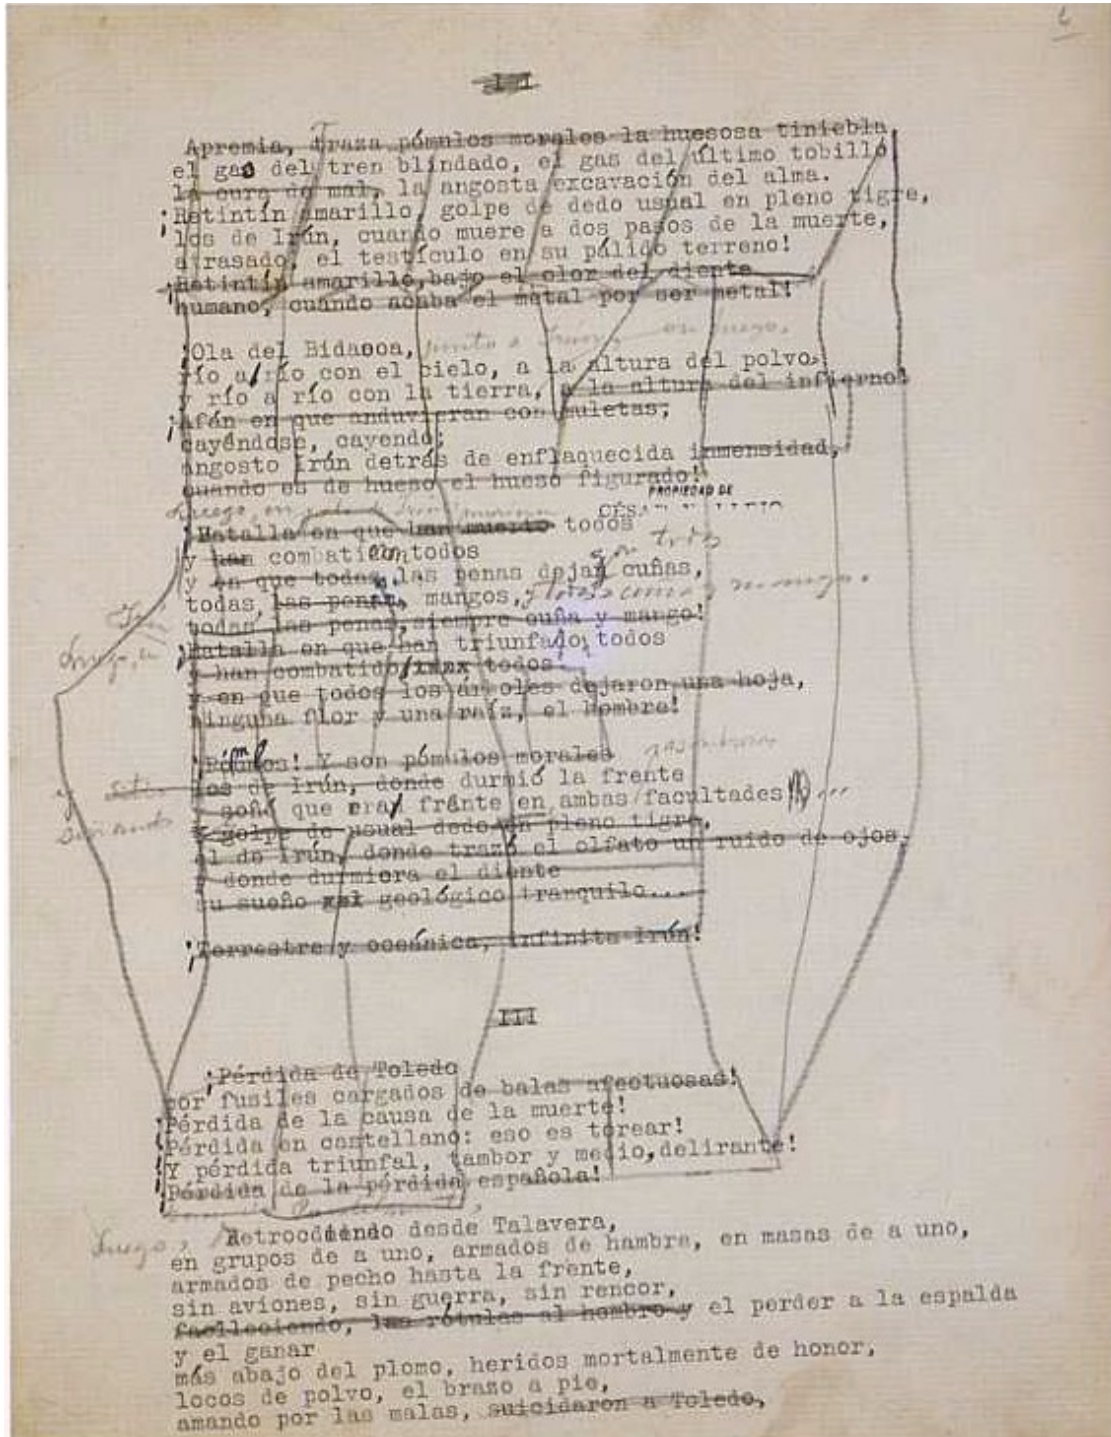 III
Apremia, Traza pómulos morales la huesosa tiniebla,
el gas del tren blindado, el gas del último tobillo
la cura de mal, la angosta excavación del alma.
¡Retintín amarillo, golpe de dedo usual en pleno tigre,
los de Irún, cuando muere a dos pasos de la muerte,
atrasado, el testículo en su pálido terreno!
¡Retintín amarillo, bajo el olor del diente
humano, cuando acaba el metal por ser metal!
¡Ola del Bidasoa, junto a Irún, en fuego,
río a río con el cielo, a la altura del polvo,
y río a río con la tierra, a la altura del infierno!
¡Afán en que anduvieran con muletas,
cayéndose, cayendo;
angosto Irún detrás de enflaquecida inmensidad,
cuando es de hueso el hueso figurado!
PROPIEDAD DE
Luego,
¡Batalla en que han muerto todos
y han combatido todos
y en que todas las penas dejan cuñas, tras
todas las penas, mangos,
todas las penas, siempre cuña y mango!
Luego, en
¡Batalla en que han triunfado todos
y han combatido todos
y en que todos los árboles dejaron una hoja,
ninguna flor y una raíz, el hombre!
¡Pómulos! Y son pómulos morales
los de Irún, donde durmió la frente
y soñó que era frente en ambas facultades...
soñando
Y golpe de usual dedo en pleno tigre,
el de Irún, donde trazó el olfato un ruido de ojos,
y donde durmiera el diente
su sueño geológico tranquilo...
¡Terrestre y oceánica, infinita Irún!
III
¡Pérdida de Toledo
por fusiles cargados de balas afectuosas!
¡Pérdida de la causa de la muerte!
¡Pérdida en castellano: eso es torear!
¡Y pérdida triunfal, tambor y medio, delirante!
¡Pérdida de la pérdida española!
Luego, Retrocediendo desde Talavera,
en grupos de a uno, armados de hambre, en masas de a uno,
armados de pecho hasta la frente,
sin aviones, sin guerra, sin rencor,
las rótulas al hombro y el perder a la espalda
y el ganar
más abajo del plomo, heridos mortalmente de honor,
locos de polvo, el brazo a pie,
amando por las malas, suicidaron a Toledo,